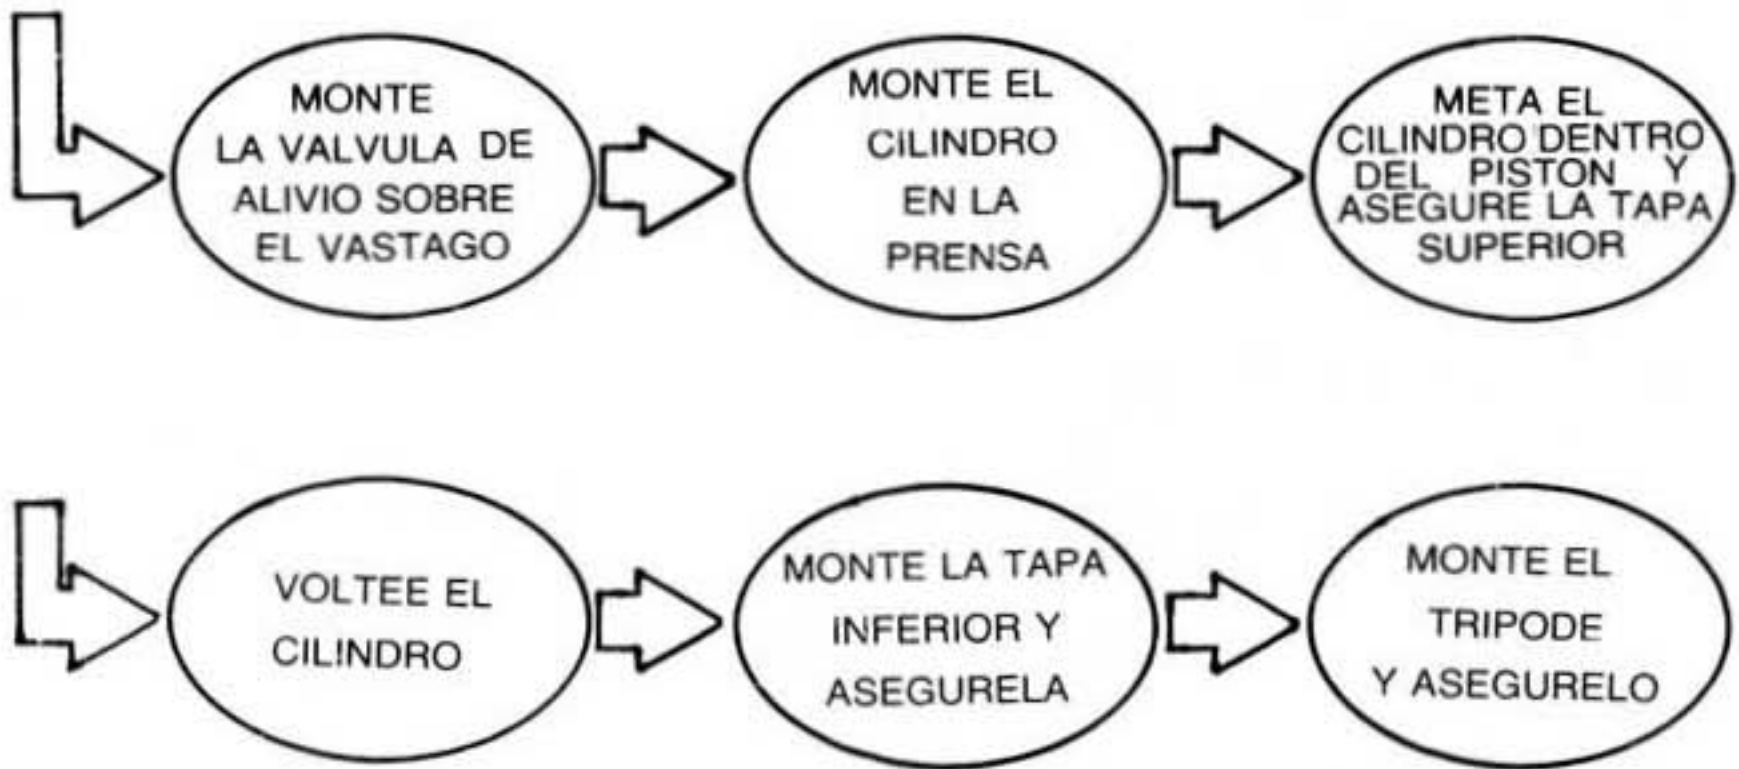 MONTE
LA VALVULA DE
ALIVIO SOBRE
EL VASTAGO
MONTE EL
CILINDRO
EN LA
PRENSA
META EL
CILINDRO DENTRO
DEL PISTON Y
ASEGURE LA TAPA
SUPERIOR
VOLTEE EL
CILINDRO
MONTE LA TAPA
INFERIOR Y
ASEGURELA
MONTE EL
TRIPODE
Y ASEGURELO